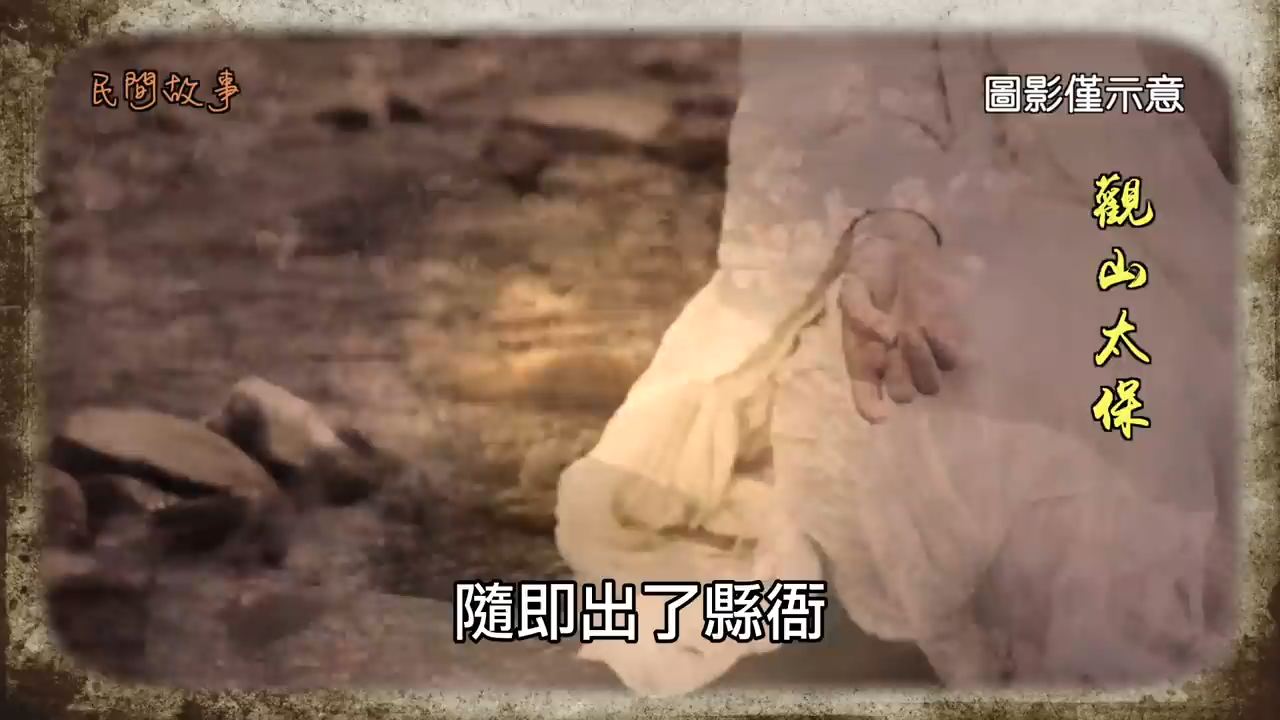 民間故事
圖影僅示意
觀山太保
隨即出了縣衙